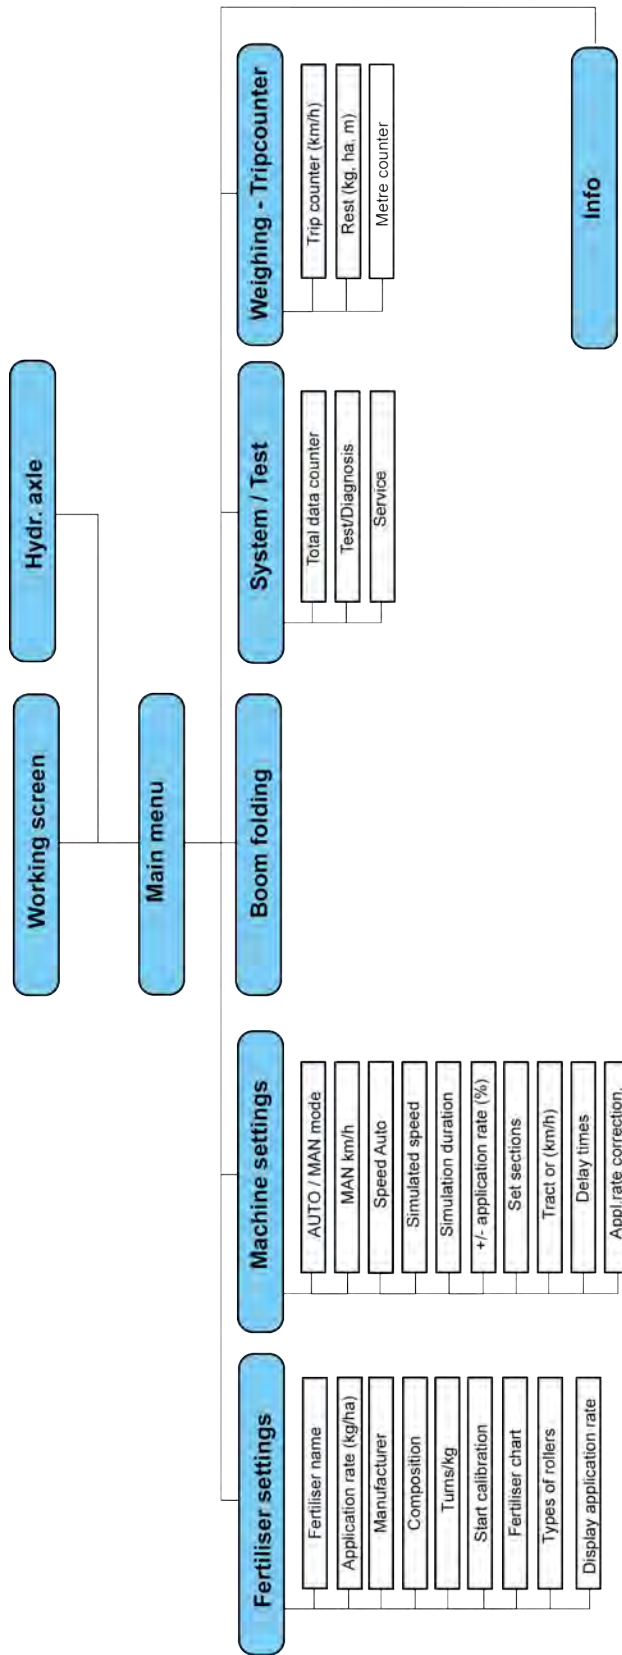 Working screen
Hydr. axle
Main menu
Fertiliser settings
Fertiliser name
Application rate (kg/ha)
Manufacturer
Composition
Turns/kg
Start calibration
Fertiliser chart
Types of rollers
Display application rate
Machine settings
AUTO / MAN mode
MAN km/h
Speed Auto
Simulated speed
Simulation duration
+/- application rate (%)
Set sections
Tract or (km/h)
Delay times
Appl.rate correction.
Boom folding
System / Test
Total data counter
Test/Diagnosis
Service
Weighing - Tripcounter
Trip counter (km/h)
Rest (kg, ha, m)
Metre counter
Info